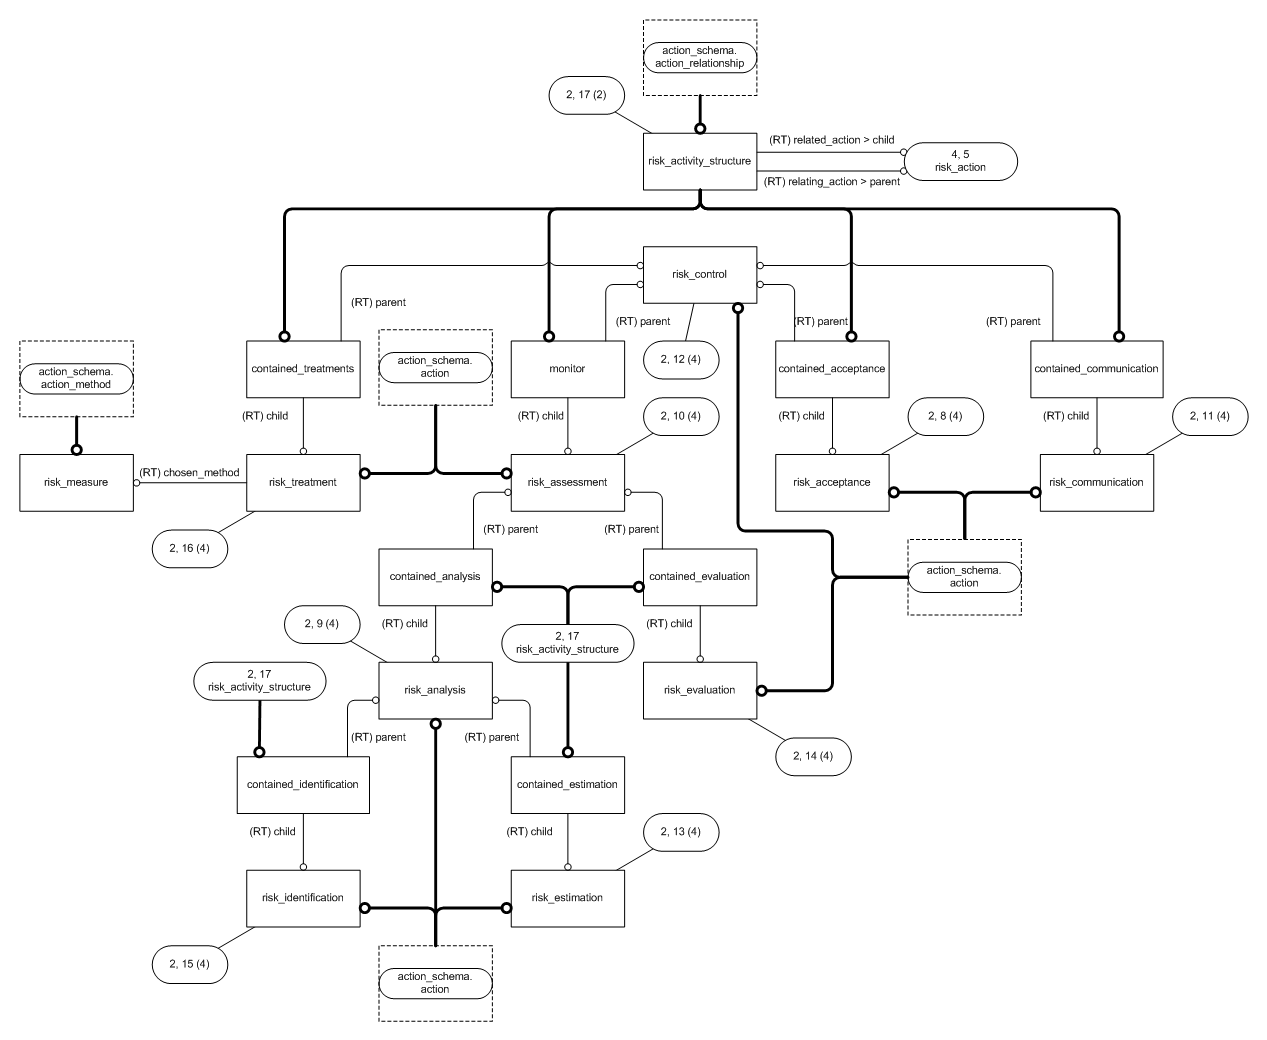 action_schema.
action_relationship
2, 17 (2)
(RT) related_action > child
risk_activity_structure
4, 5
risk_action
(RT) relating_action > parent
risk_control
(RT) parent
(RT) parent
(RT) parent
(RT) parent
2, 12 (4)
action_schema.
action_method
action_schema.
action
contained_treatments
monitor
contained_acceptance
contained_communication
(RT) child
(RT) child
(RT) child
(RT) child
2, 10 (4)
2, 8 (4)
2, 11 (4)
risk_measure
(RT) chosen_method
risk_treatment
risk_assessment
risk_acceptance
risk_communication
2, 16 (4)
(RT) parent
(RT) parent
contained_analysis
contained_evaluation
action_schema.
action
2, 9 (4)
(RT) child
(RT) child
2, 17
risk_activity_structure
2, 17
risk_activity_structure
risk_analysis
risk_evaluation
(RT) parent
(RT) parent
2, 14 (4)
contained_identification
contained_estimation
(RT) child
(RT) child
2, 13 (4)
risk_identification
risk_estimation
2, 15 (4)
action_schema.
action